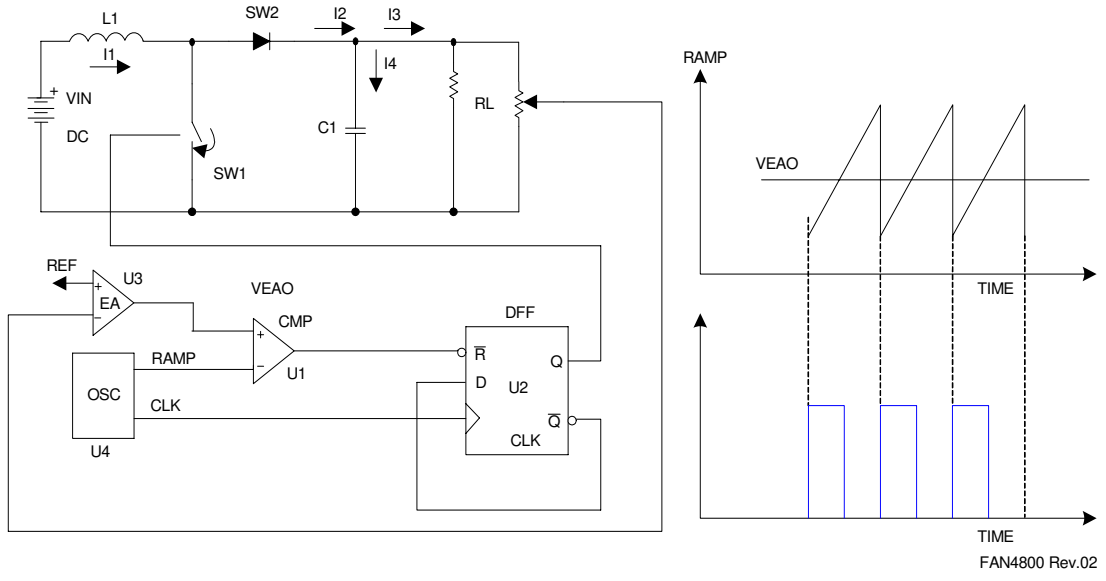 SW2
L1
I2
I3
I1
I4
+
VIN
DC
RL
C1
SW1
REF
U3
+
EA
−
VEAO
CMP
DFF
+
RAMP
−
U1
R
Q
D
U2
OSC
CLK
Q
CLK
U4
RAMP
VEAO
TIME
TIME
FAN4800 Rev.02